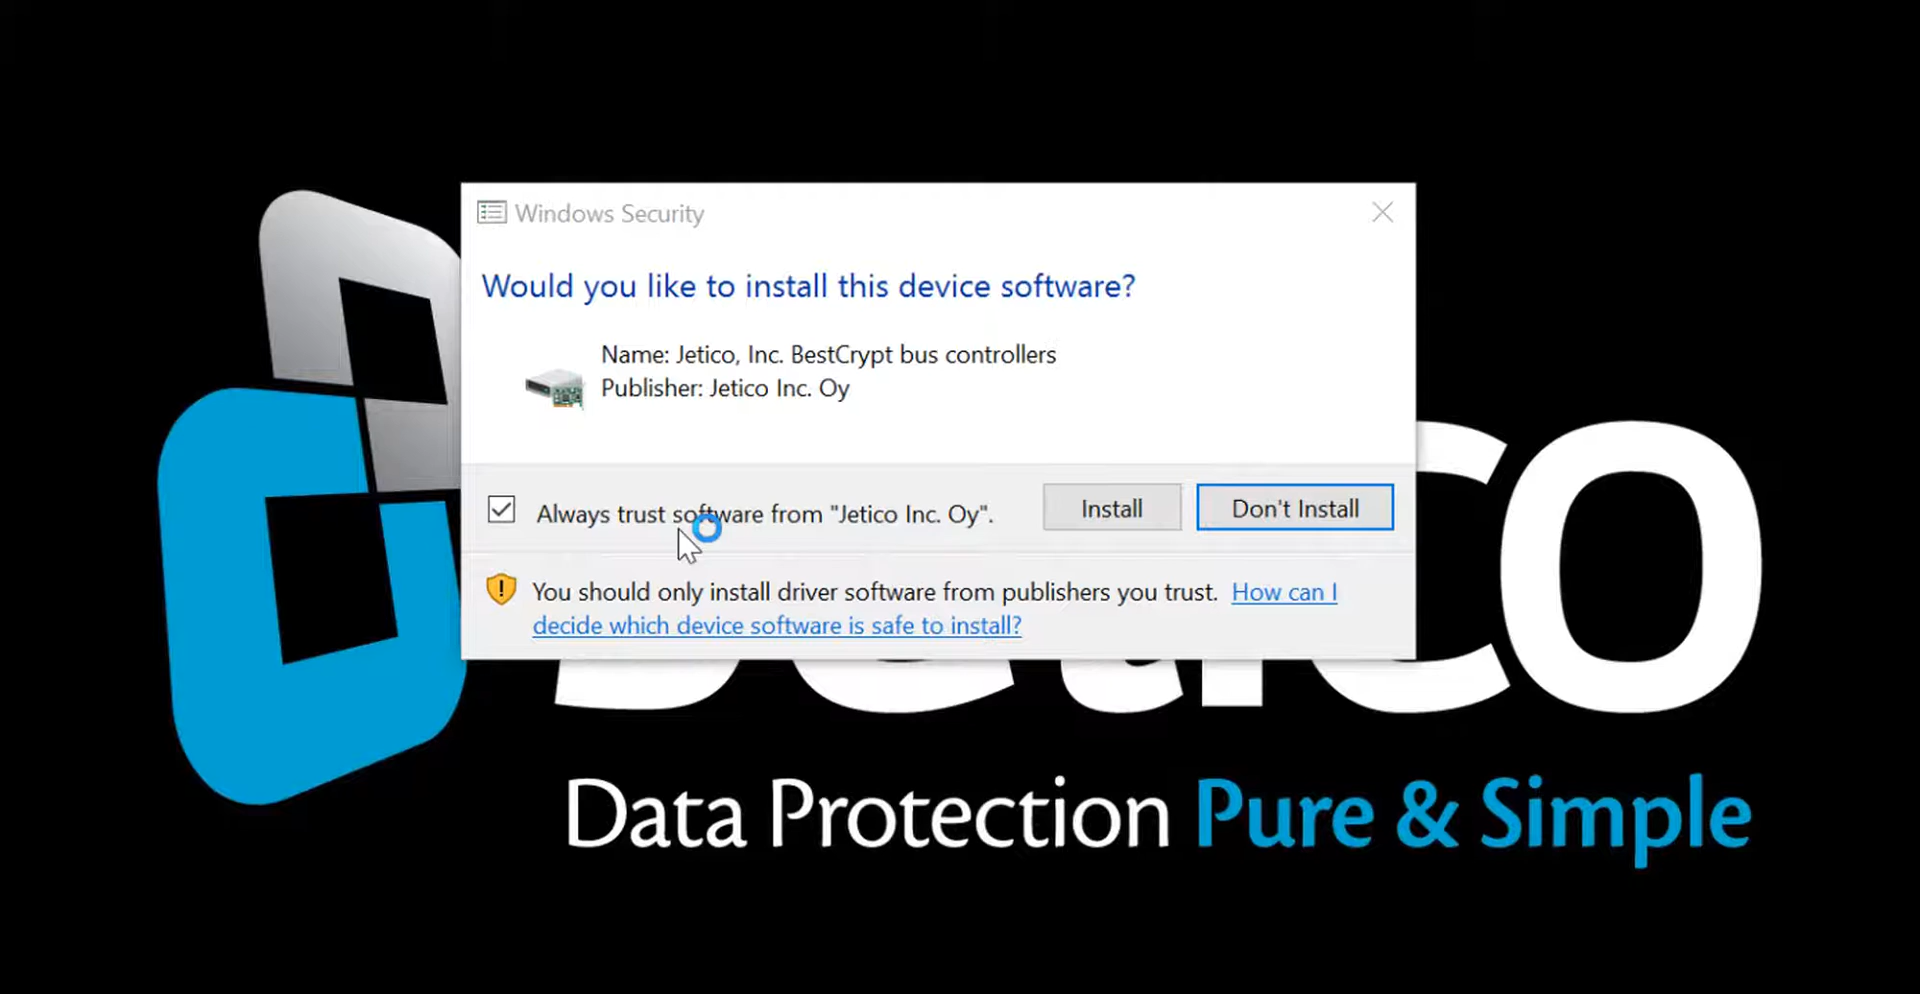 Windows Security
Would you like to install this device software?
Name: Jetico, Inc. BestCrypt bus controllers
Publisher: Jetico Inc. Oy
Always trust software from "Jetico Inc. Oy".
Install
Don't Install
You should only install driver software from publishers you trust. How can I
decide which device software is safe to install?
Data Protection Pure & Simple